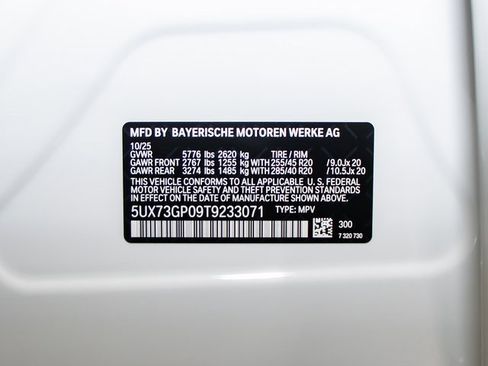 MFD BY BAYERISCHE MOTOREN WERKE AG
10/25
GVWR 5776 lbs 2620 kg TIRE / RIM
GAWR FRONT 2767 lbs 1255 kg WITH 255/45 R20 /9.0Jx 20
GAWR REAR 3274 lbs 1485 kg WITH 285/40 R20 /10.5Jx 20
THIS VEHICLE CONFORMS TO ALL APPLICABLE U.S. FEDERAL
MOTOR VEHICLE SAFETY AND THEFT PREVENTION STANDARDS
IN EFFECT ON THE DATE OF MANUFACTURE SHOWN ABOVE.
5UX73GP09T9233071 TYPE: MPV
300
7 320 730